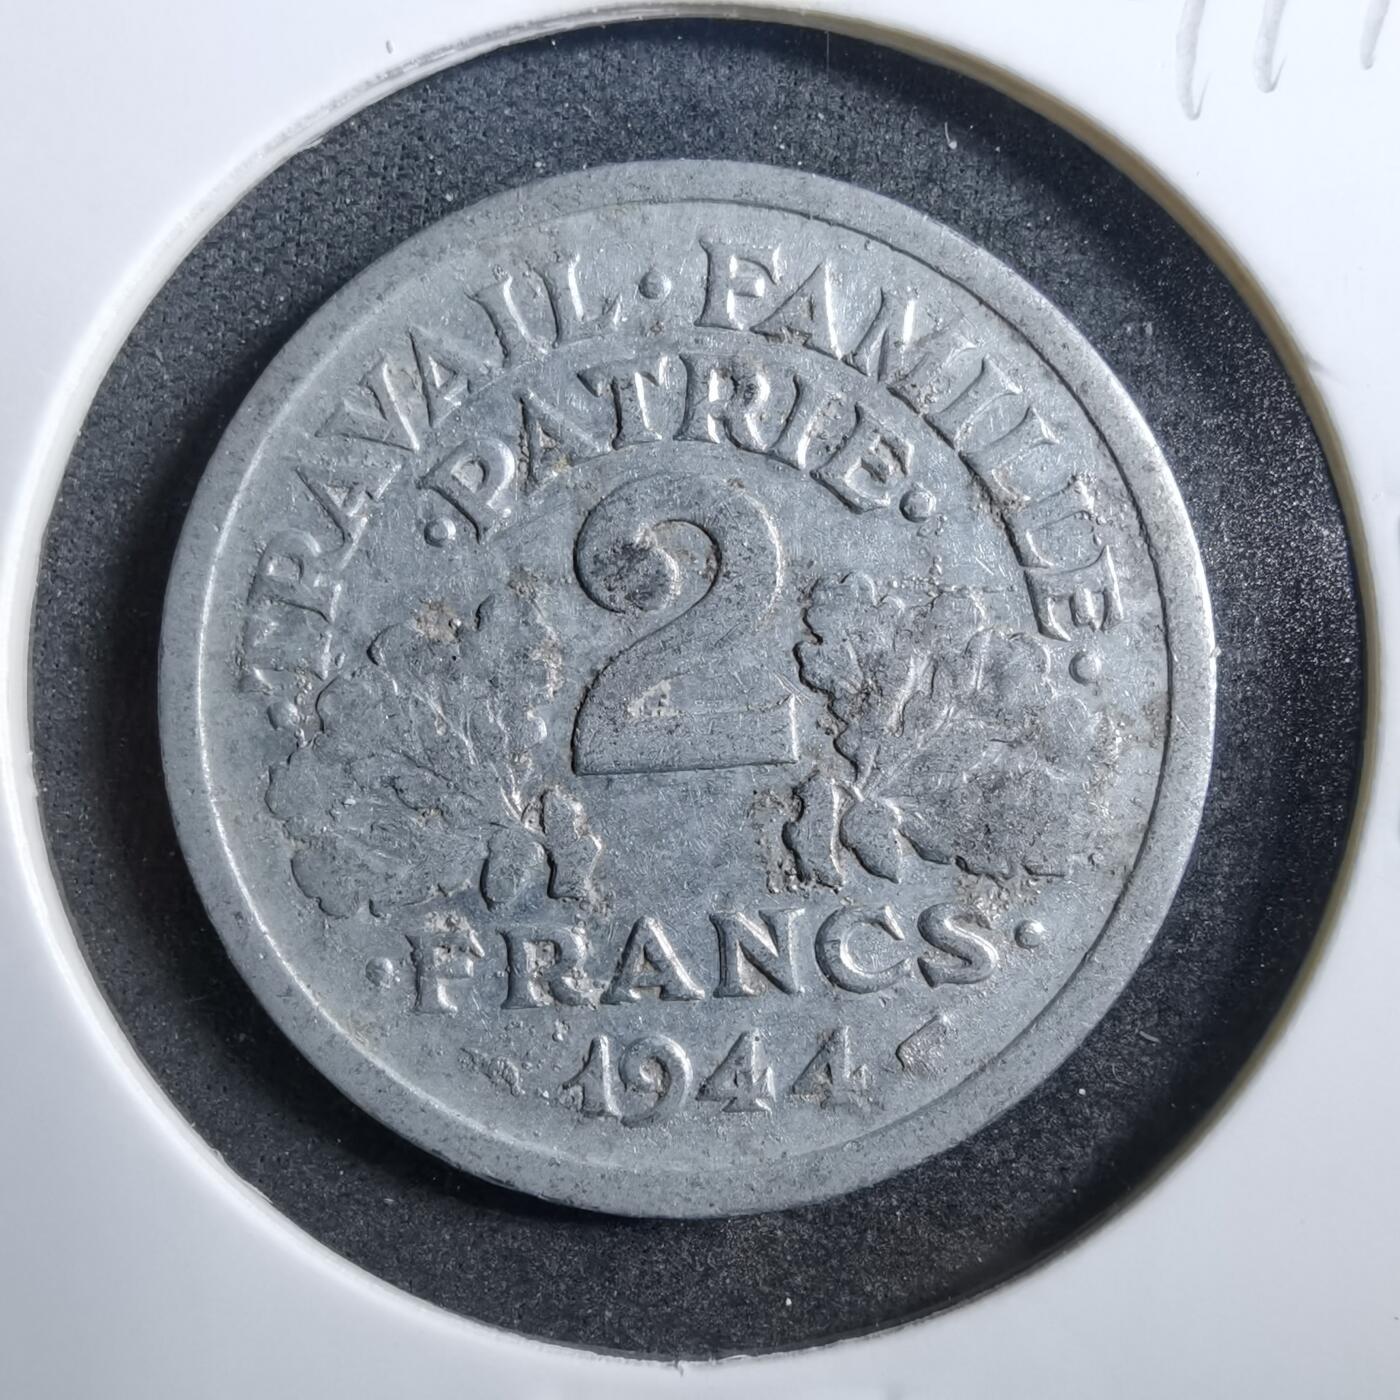 ·TRAVAIL·FAMILLE·
·PATRIE·
2
·FRANCS·
1944